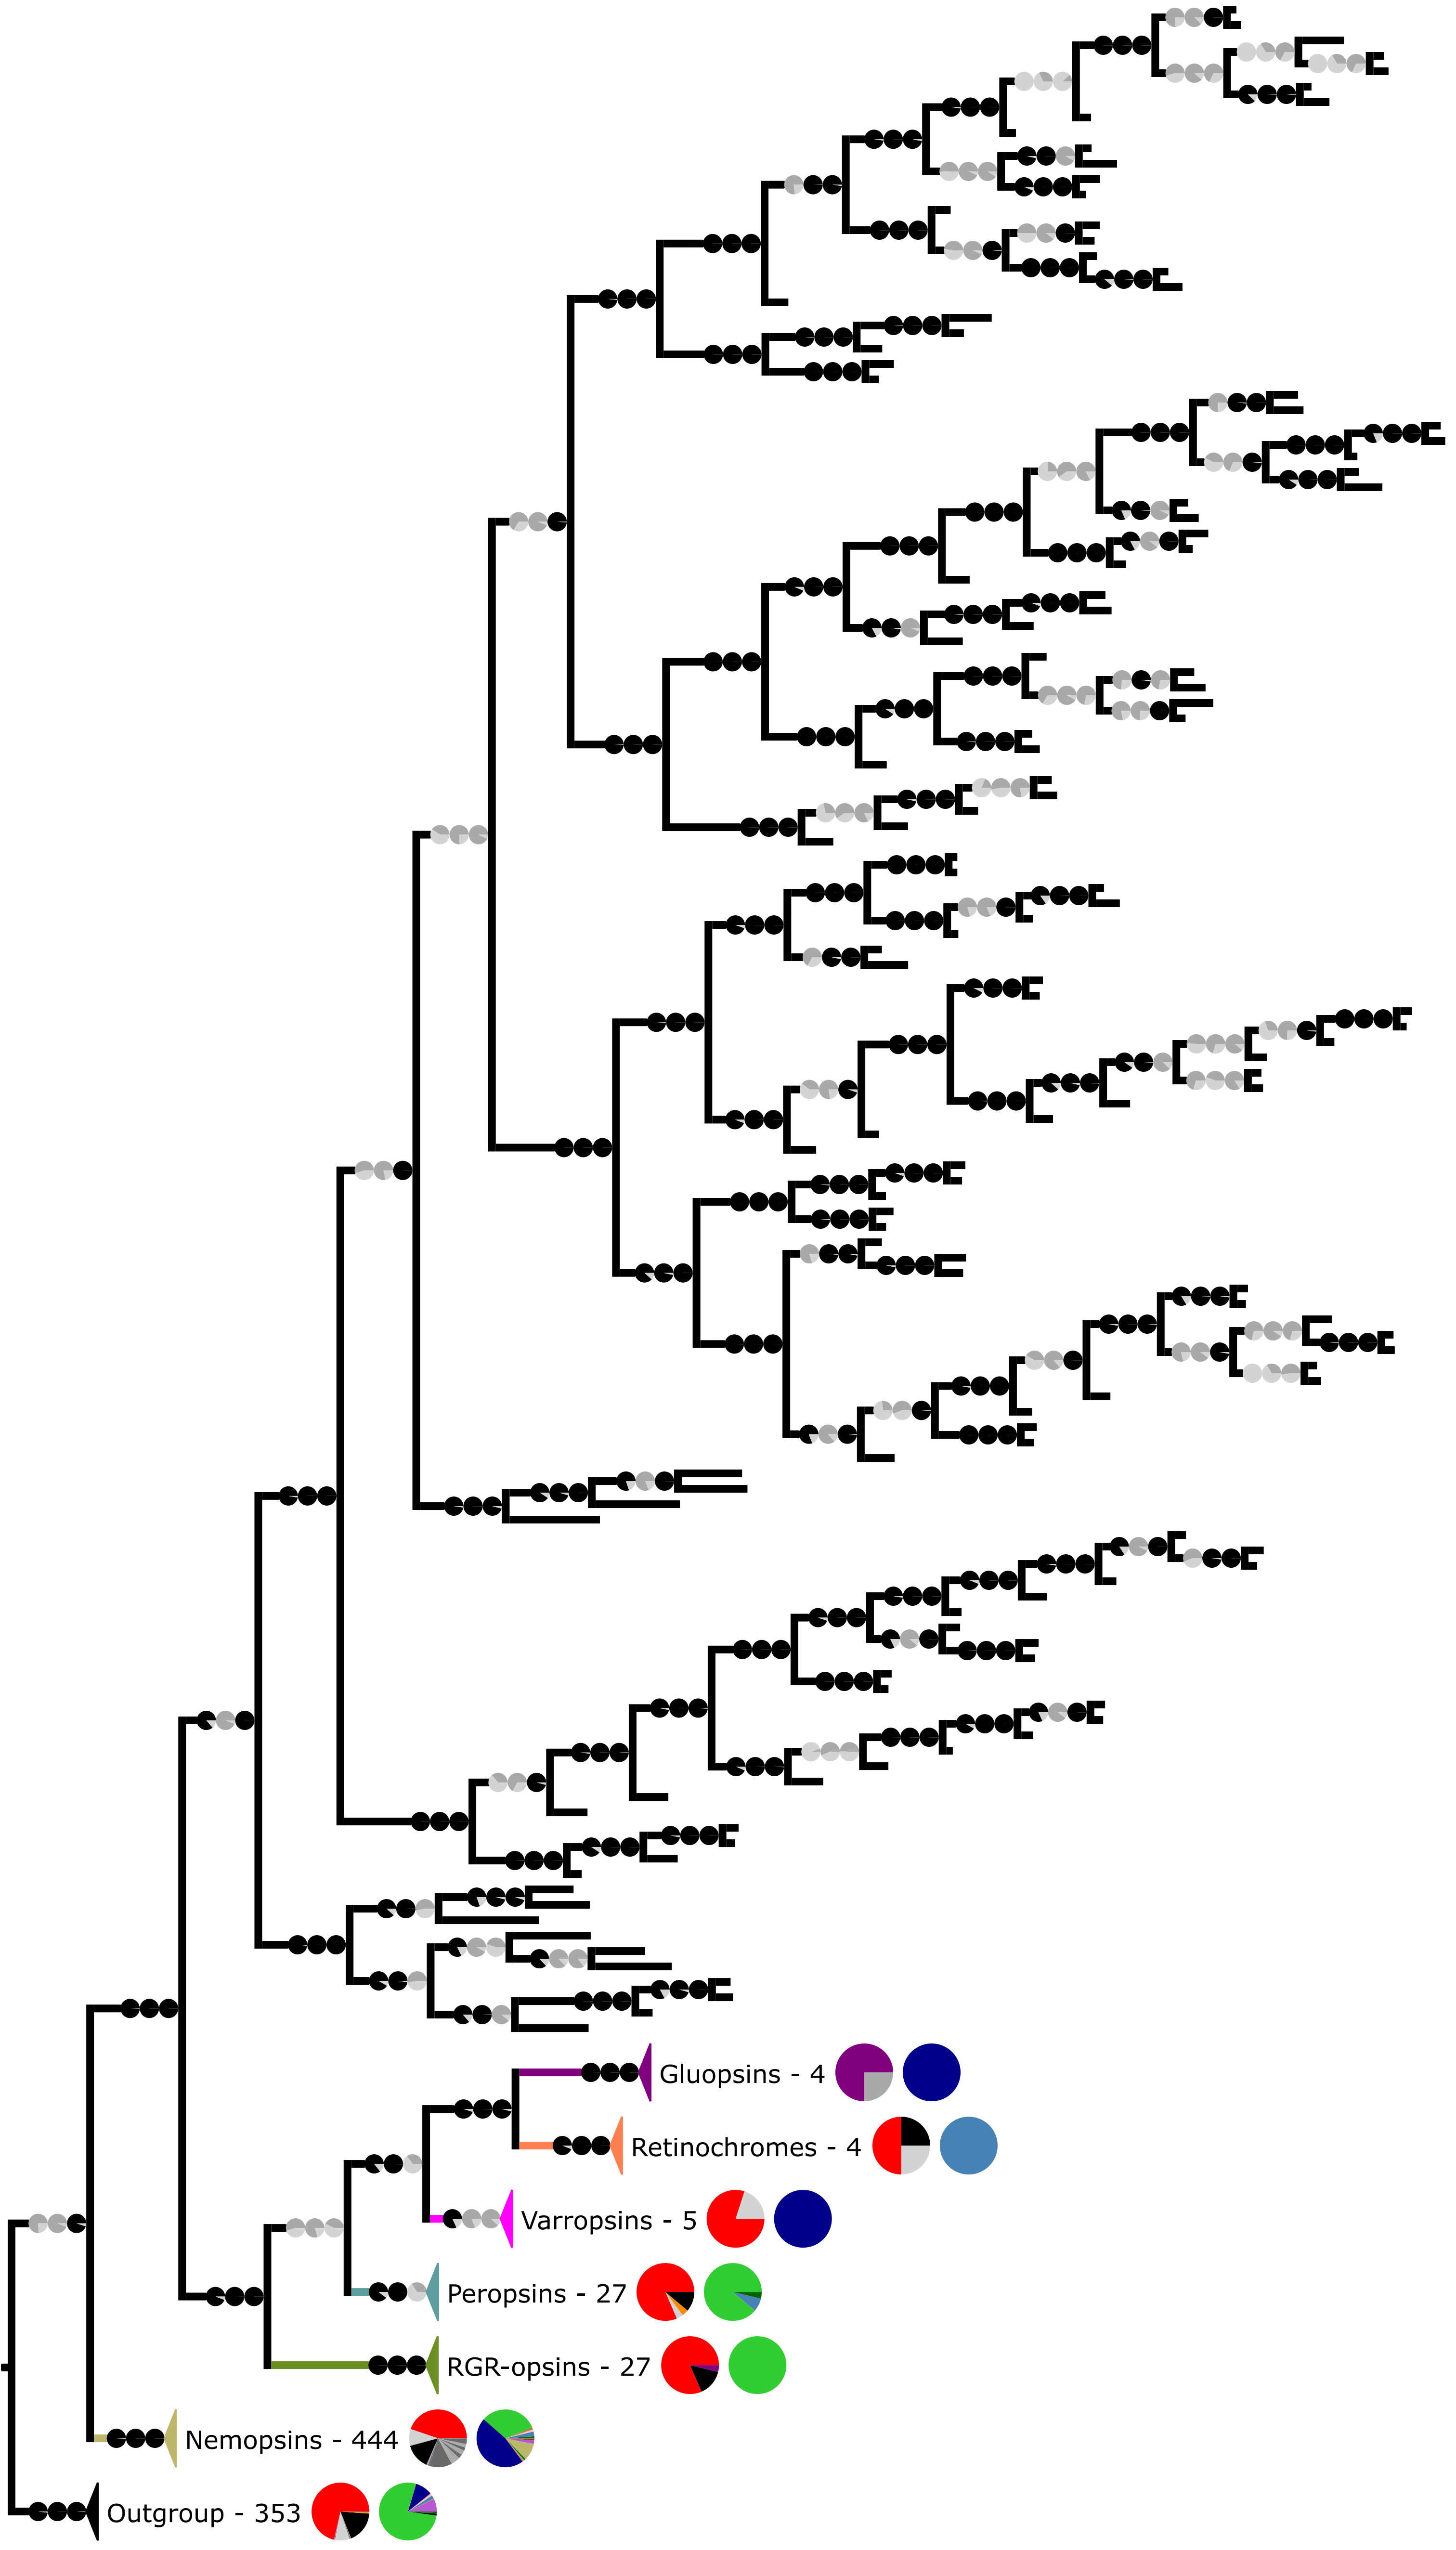 Gluopsins - 4
Retinochromes - 4
Varropsins - 5
Peropsins - 27
RGR-opsins - 27
Nemopsins - 444
Outgroup - 353